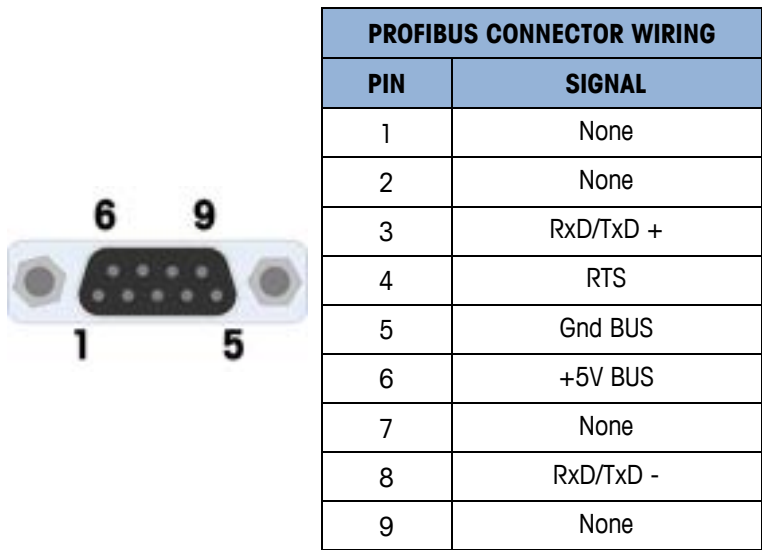 6 9
1 5
PROFIBUS CONNECTOR WIRING
PIN SIGNAL
1 None
2 None
3 RxD/TxD +
4 RTS
5 Gnd BUS
6 +5V BUS
7 None
8 RxD/TxD -
9 None